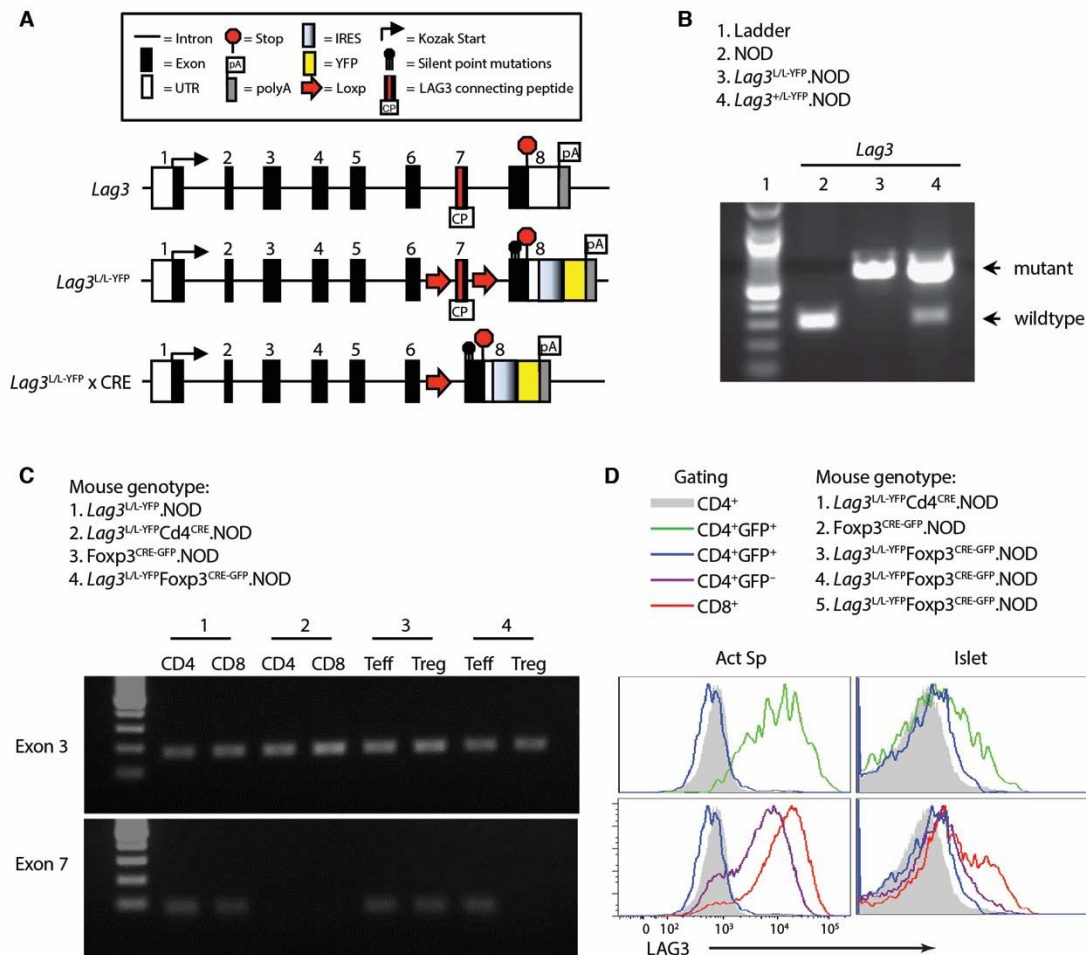 A
= Intron
= Stop
= IRES
= Kozak Start
= Exon
pA
= YFP
= Silent point mutations
= UTR
= polyA
= Loxp
= LAG3 connecting peptide
CP
1 2 3 4 5 6 7 8 pA
Lag3
CP
1 2 3 4 5 6 7 8 pA
Lag3L/L-YFP
CP
1 2 3 4 5 6 8 pA
Lag3L/L-YFP x CRE
B
1. Ladder
2. NOD
3. Lag3L/L-YFP.NOD
4. Lag3+/L-YFP.NOD
Lag3
1 2 3 4
mutant
wildtype
C
Mouse genotype:
1. Lag3L/L-YFP.NOD
2. Lag3L/L-YFPCd4CRE.NOD
3. Foxp3CRE-GFP.NOD
4. Lag3L/L-YFPFoxp3CRE-GFP.NOD
1 2 3 4
CD4 CD8 CD4 CD8 Teff Treg Teff Treg
Exon 3
Exon 7
D
Gating
CD4+
CD4+GFP+
CD4+GFP+
CD4+GFP−
CD8+
Mouse genotype:
1. Lag3L/L-YFPCd4CRE.NOD
2. Foxp3CRE-GFP.NOD
3. Lag3L/L-YFPFoxp3CRE-GFP.NOD
4. Lag3L/L-YFPFoxp3CRE-GFP.NOD
5. Lag3L/L-YFPFoxp3CRE-GFP.NOD
Act Sp
Islet
0 10² 10³ 10⁴ 10⁵
LAG3